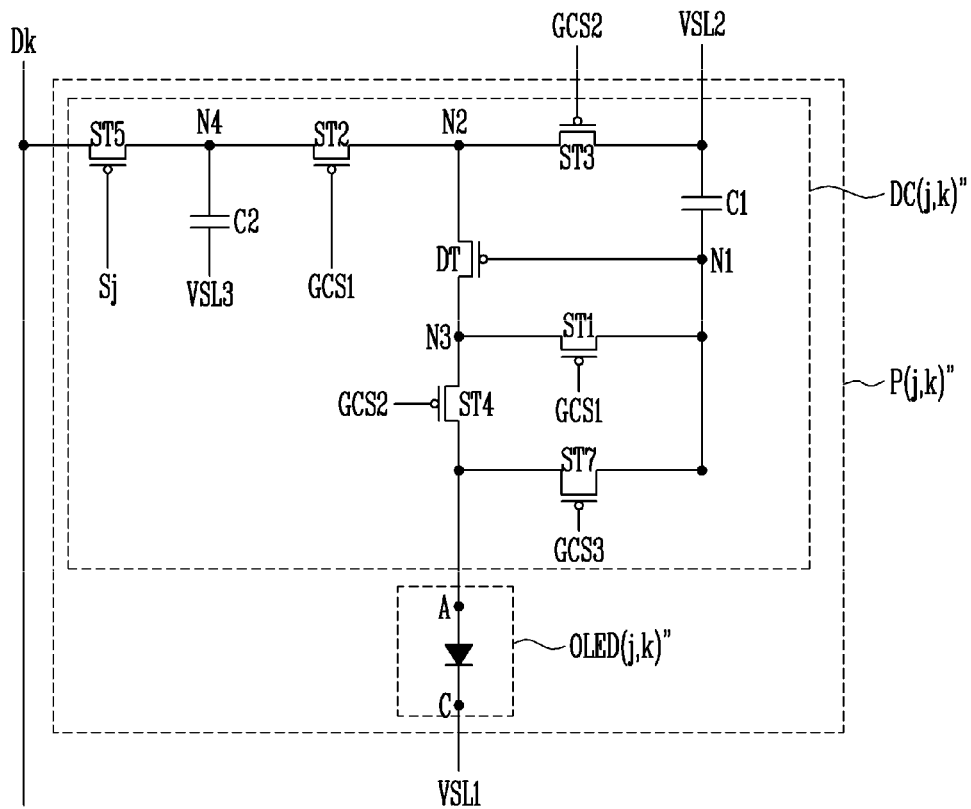 GCS2
VSL2
Dk
ST5
N4
ST2
N2
ST3
C1
DC(j,k)"
C2
DT
N1
Sj
VSL3
GCS1
N3
ST1
P(j,k)"
GCS2
ST4
GCS1
ST7
GCS3
A
OLED(j,k)"
C
VSL1